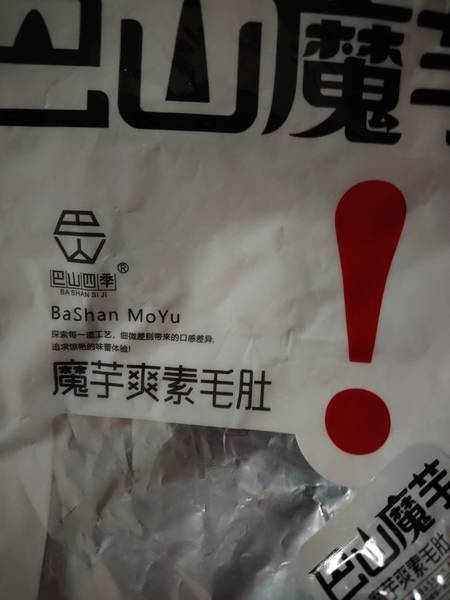 巴山魔芋
巴山四季®
BA SHAN SI JI
BaShan MoYu
探索每一道工艺，细微差别带来的口感差异,
追求惊艳的味蕾体验!
魔芋爽素毛肚
!
巴山魔芋
魔芋爽素毛肚